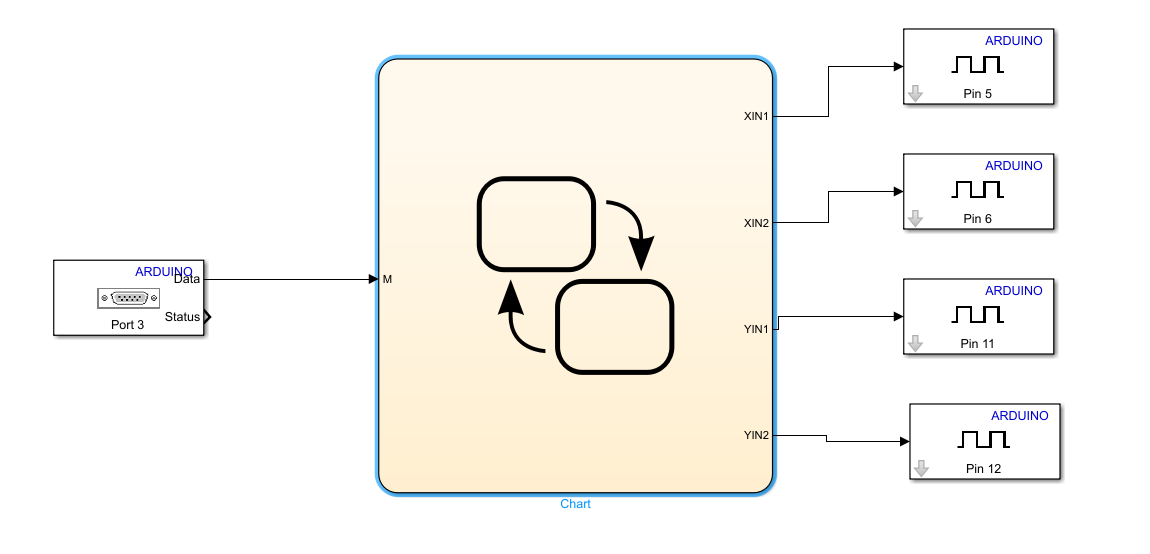 ARDUINO
Data
Status
Port 3
M
XIN1
XIN2
YIN1
YIN2
Chart
ARDUINO
Pin 5
ARDUINO
Pin 6
ARDUINO
Pin 11
ARDUINO
Pin 12